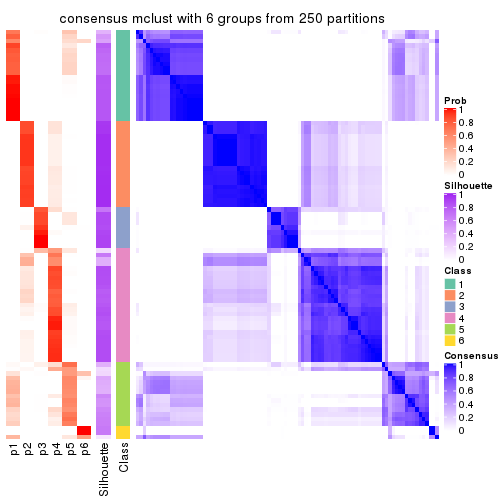 consensus mclust with 6 groups from 250 partitions
Prob
1
0.8
0.6
0.4
0.2
0
Silhouette
1
0.8
0.6
0.4
0.2
0
Class
1
2
3
4
5
6
Consensus
1
0.8
0.6
0.4
0.2
0
p1
p2
p3
p4
p5
p6
Silhouette
Class